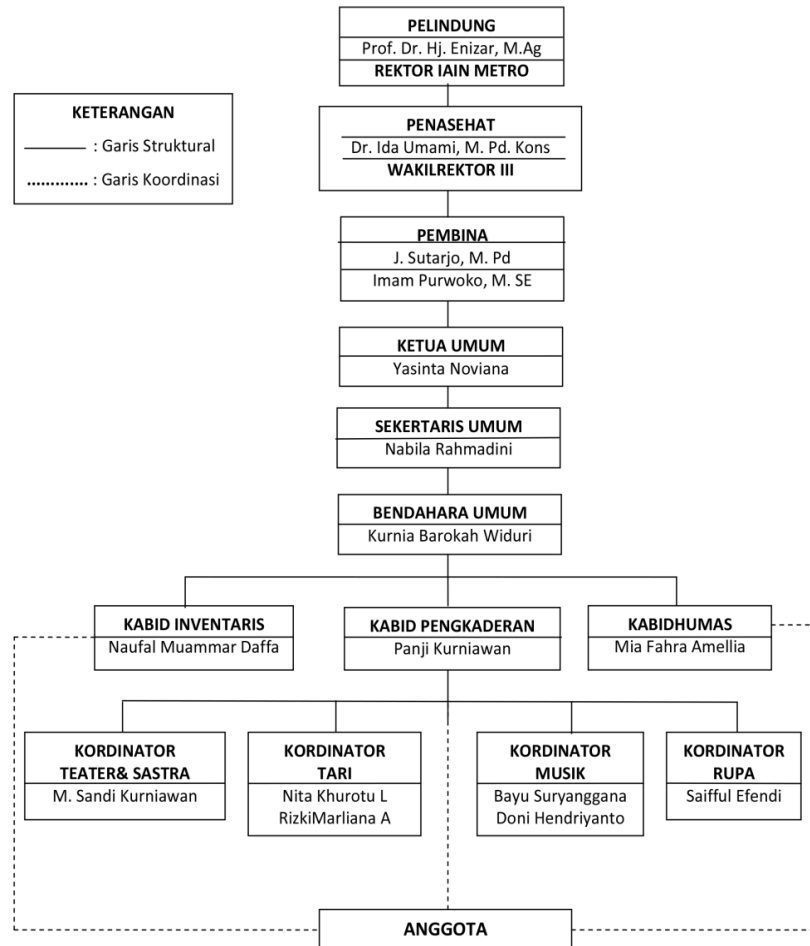 PELINDUNG
Prof. Dr. Hj. Enizar, M.Ag
REKTOR IAIN METRO
KETERANGAN
: Garis Struktural
: Garis Koordinasi
PENASEHAT
Dr. Ida Umami, M. Pd. Kons
WAKILREKTOR III
PEMBINA
J. Sutarjo, M. Pd
Imam Purwoko, M. SE
KETUA UMUM
Yasinta Noviana
SEKERTARIS UMUM
Nabila Rahmadini
BENDAHARA UMUM
Kurnia Barokah Widuri
KABID INVENTARIS
Naufal Muammar Daffa
KABID PENGKADERAN
Panji Kurniawan
KABIDHUMAS
Mia Fahra Amellia
KORDINATOR
TEATER& SASTRA
M. Sandi Kurniawan
KORDINATOR
TARI
Nita Khurotu L
RizkiMarliana A
KORDINATOR
MUSIK
Bayu Suryanggana
Doni Hendriyanto
KORDINATOR
RUPA
Saifful Efendi
ANGGOTA